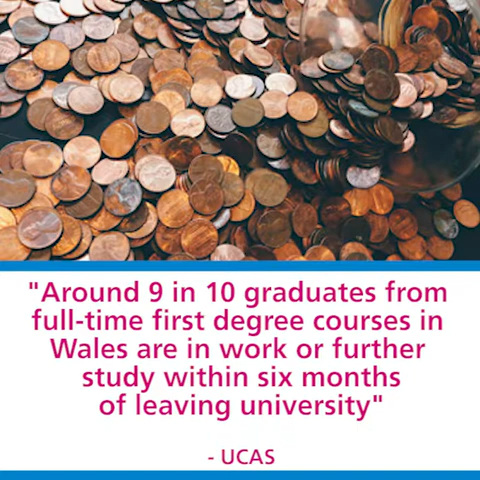 "Around 9 in 10 graduates from
full-time first degree courses in
Wales are in work or further
study within six months
of leaving university"
- UCAS